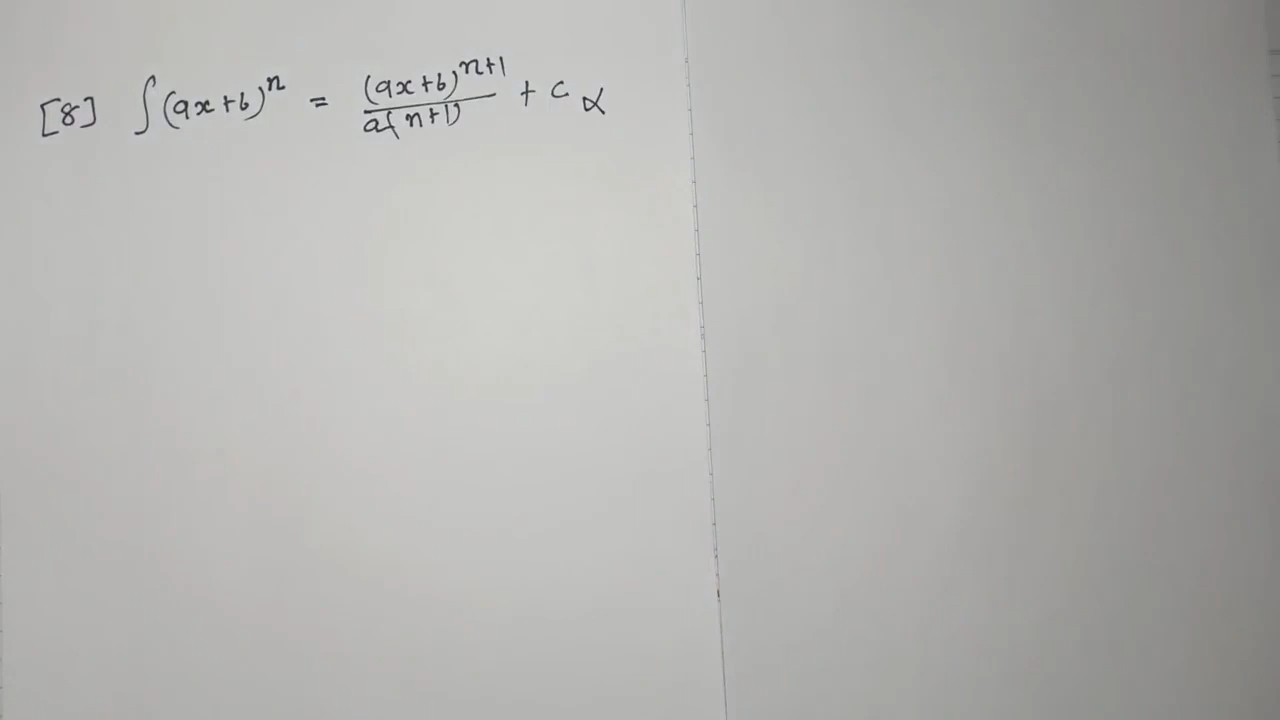 [8] ∫(ax+b)^n = (ax+b)^(n+1) / a(n+1) + c α